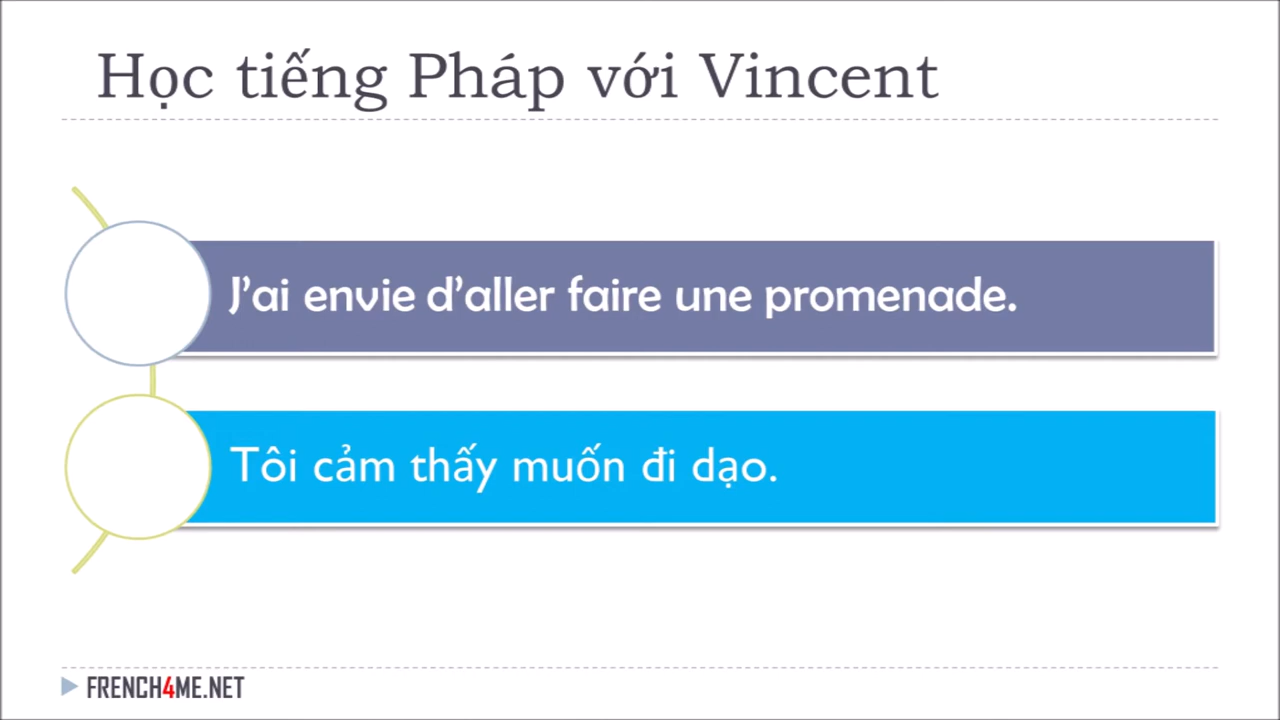 Học tiếng Pháp với Vincent
J’ai envie d’aller faire une promenade.
Tôi cảm thấy muốn đi dạo.
FRENCH4ME.NET